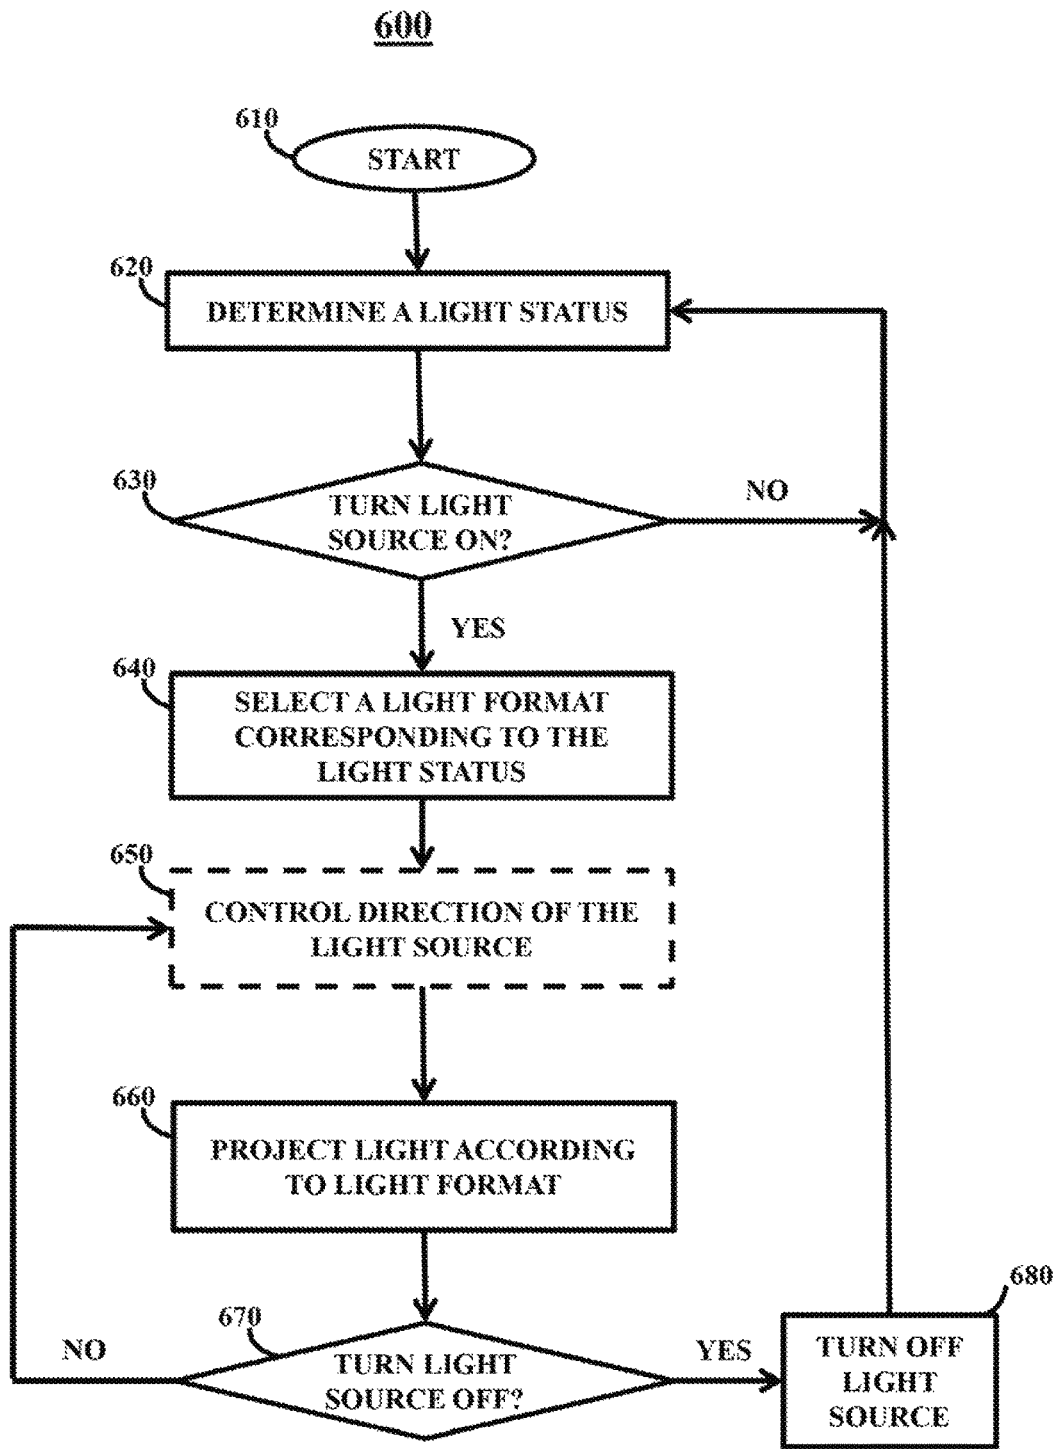 600
610
START
620
DETERMINE A LIGHT STATUS
630
TURN LIGHT
SOURCE ON?
NO
YES
640
SELECT A LIGHT FORMAT
CORRESPONDING TO THE
LIGHT STATUS
650
CONTROL DIRECTION OF THE
LIGHT SOURCE
660
PROJECT LIGHT ACCORDING
TO LIGHT FORMAT
670
TURN LIGHT
SOURCE OFF?
NO
YES
680
TURN OFF
LIGHT
SOURCE